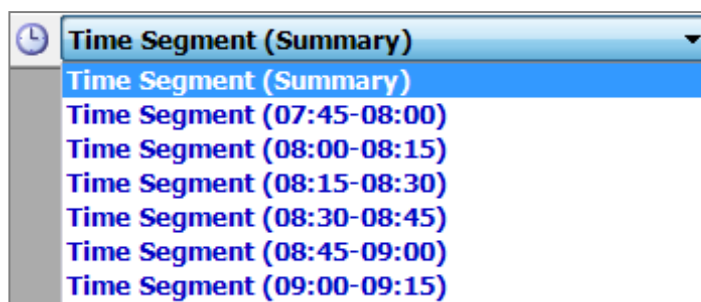 Time Segment (Summary)
Time Segment (Summary)
Time Segment (07:45-08:00)
Time Segment (08:00-08:15)
Time Segment (08:15-08:30)
Time Segment (08:30-08:45)
Time Segment (08:45-09:00)
Time Segment (09:00-09:15)